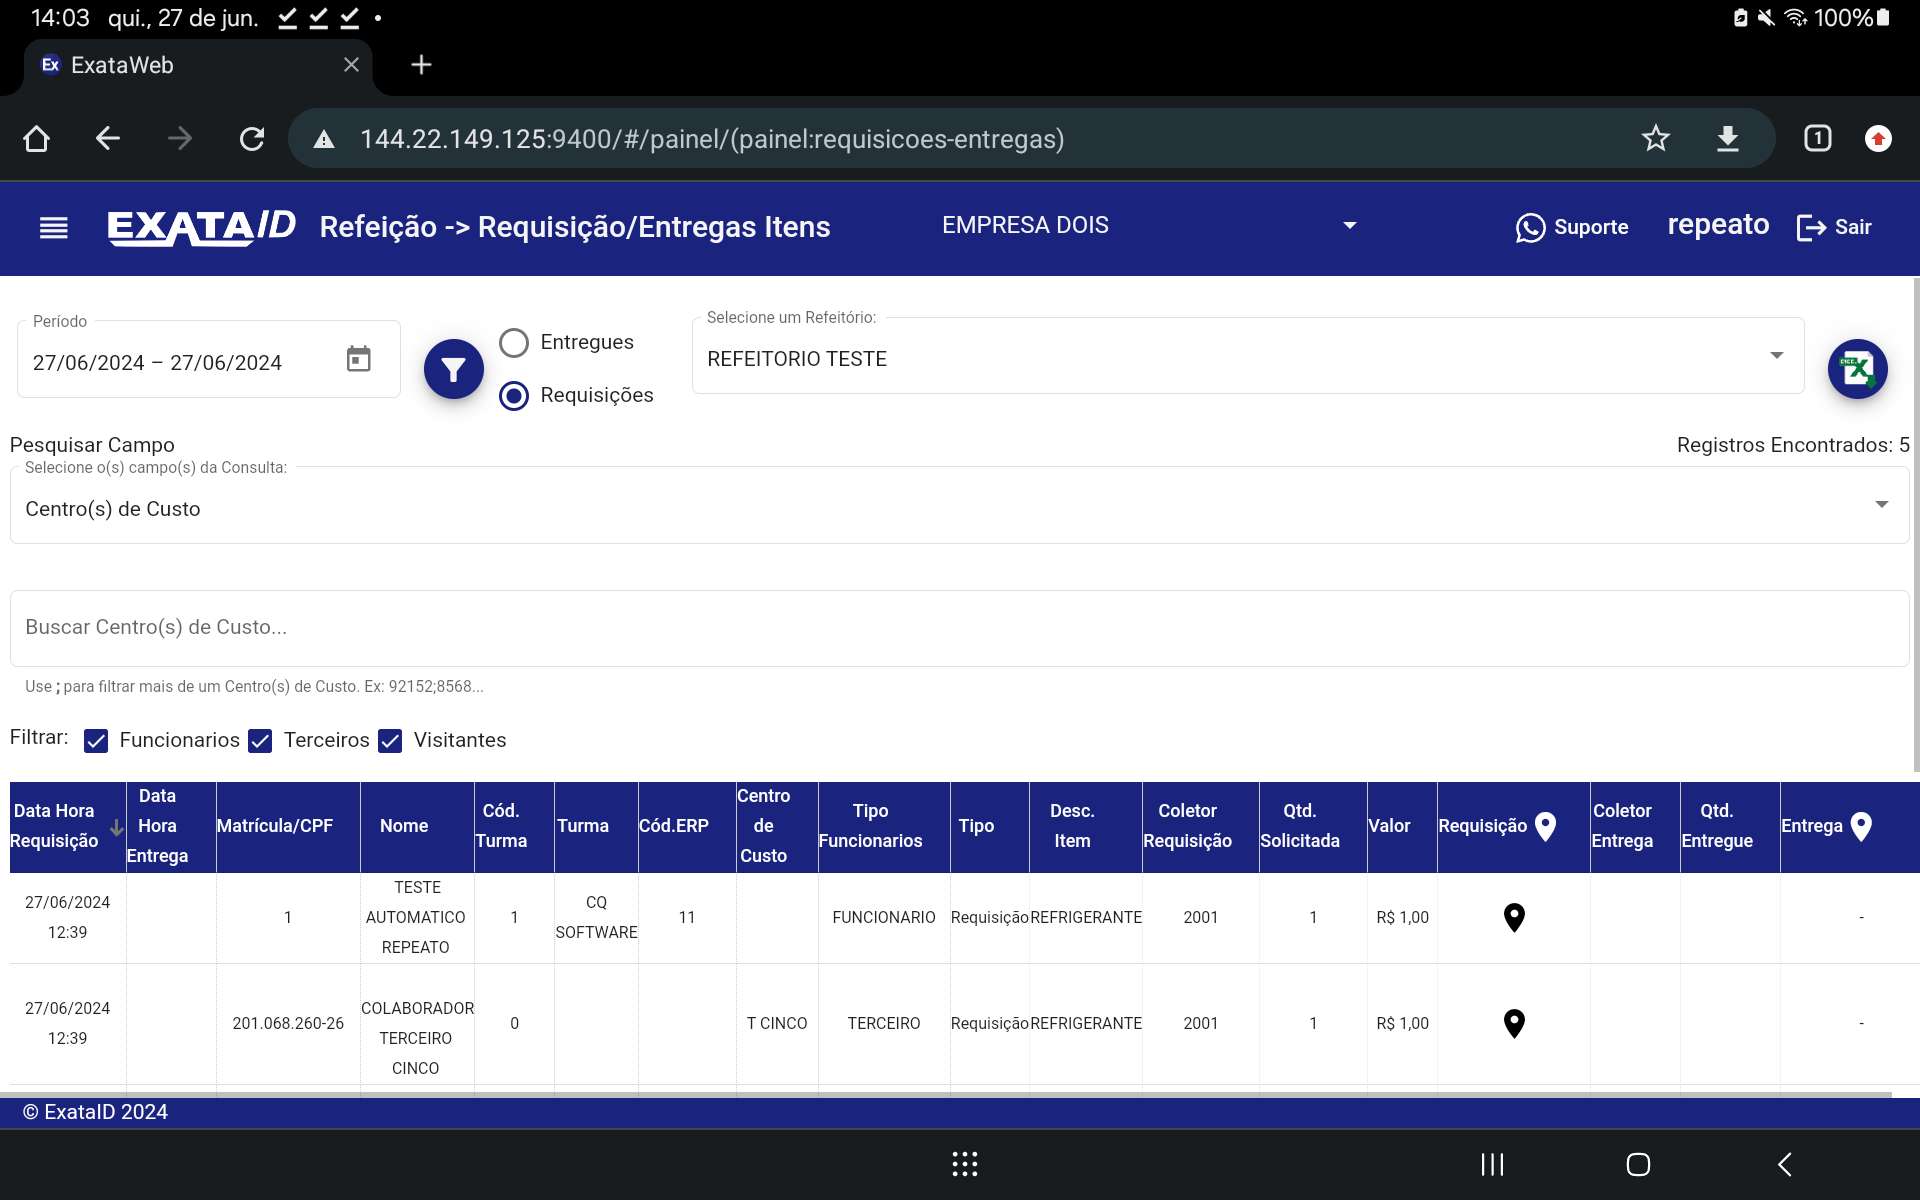 14:03 qui., 27 de jun. 100%
Ex ExataWeb
144.22.149.125:9400/#/painel/(painel:requisicoes-entregas) 1
EXATA/ID Refeição -> Requisição/Entregas Itens EMPRESA DOIS Suporte repeato Sair
Período
27/06/2024 – 27/06/2024
Entregues
Requisições
Selecione um Refeitório:
REFEITORIO TESTE
Pesquisar Campo
Registros Encontrados: 5
Selecione o(s) campo(s) da Consulta:
Centro(s) de Custo
Buscar Centro(s) de Custo...
Use ; para filtrar mais de um Centro(s) de Custo. Ex: 92152;8568...
Filtrar: Funcionarios Terceiros Visitantes
Data Hora Requisição Data Hora Entrega Matrícula/CPF Nome Cód. Turma Turma Cód.ERP Centro de Custo Tipo Funcionarios Tipo Desc. Item Coletor Requisição Qtd. Solicitada Valor Requisição Coletor Entrega Qtd. Entregue Entrega
27/06/2024 12:39 1 TESTE AUTOMATICO REPEATO 1 CQ SOFTWARE 11 FUNCIONARIO Requisição REFRIGERANTE 2001 1 R$ 1,00 -
27/06/2024 12:39 201.068.260-26 COLABORADOR TERCEIRO CINCO 0 T CINCO TERCEIRO Requisição REFRIGERANTE 2001 1 R$ 1,00 -
© ExataID 2024